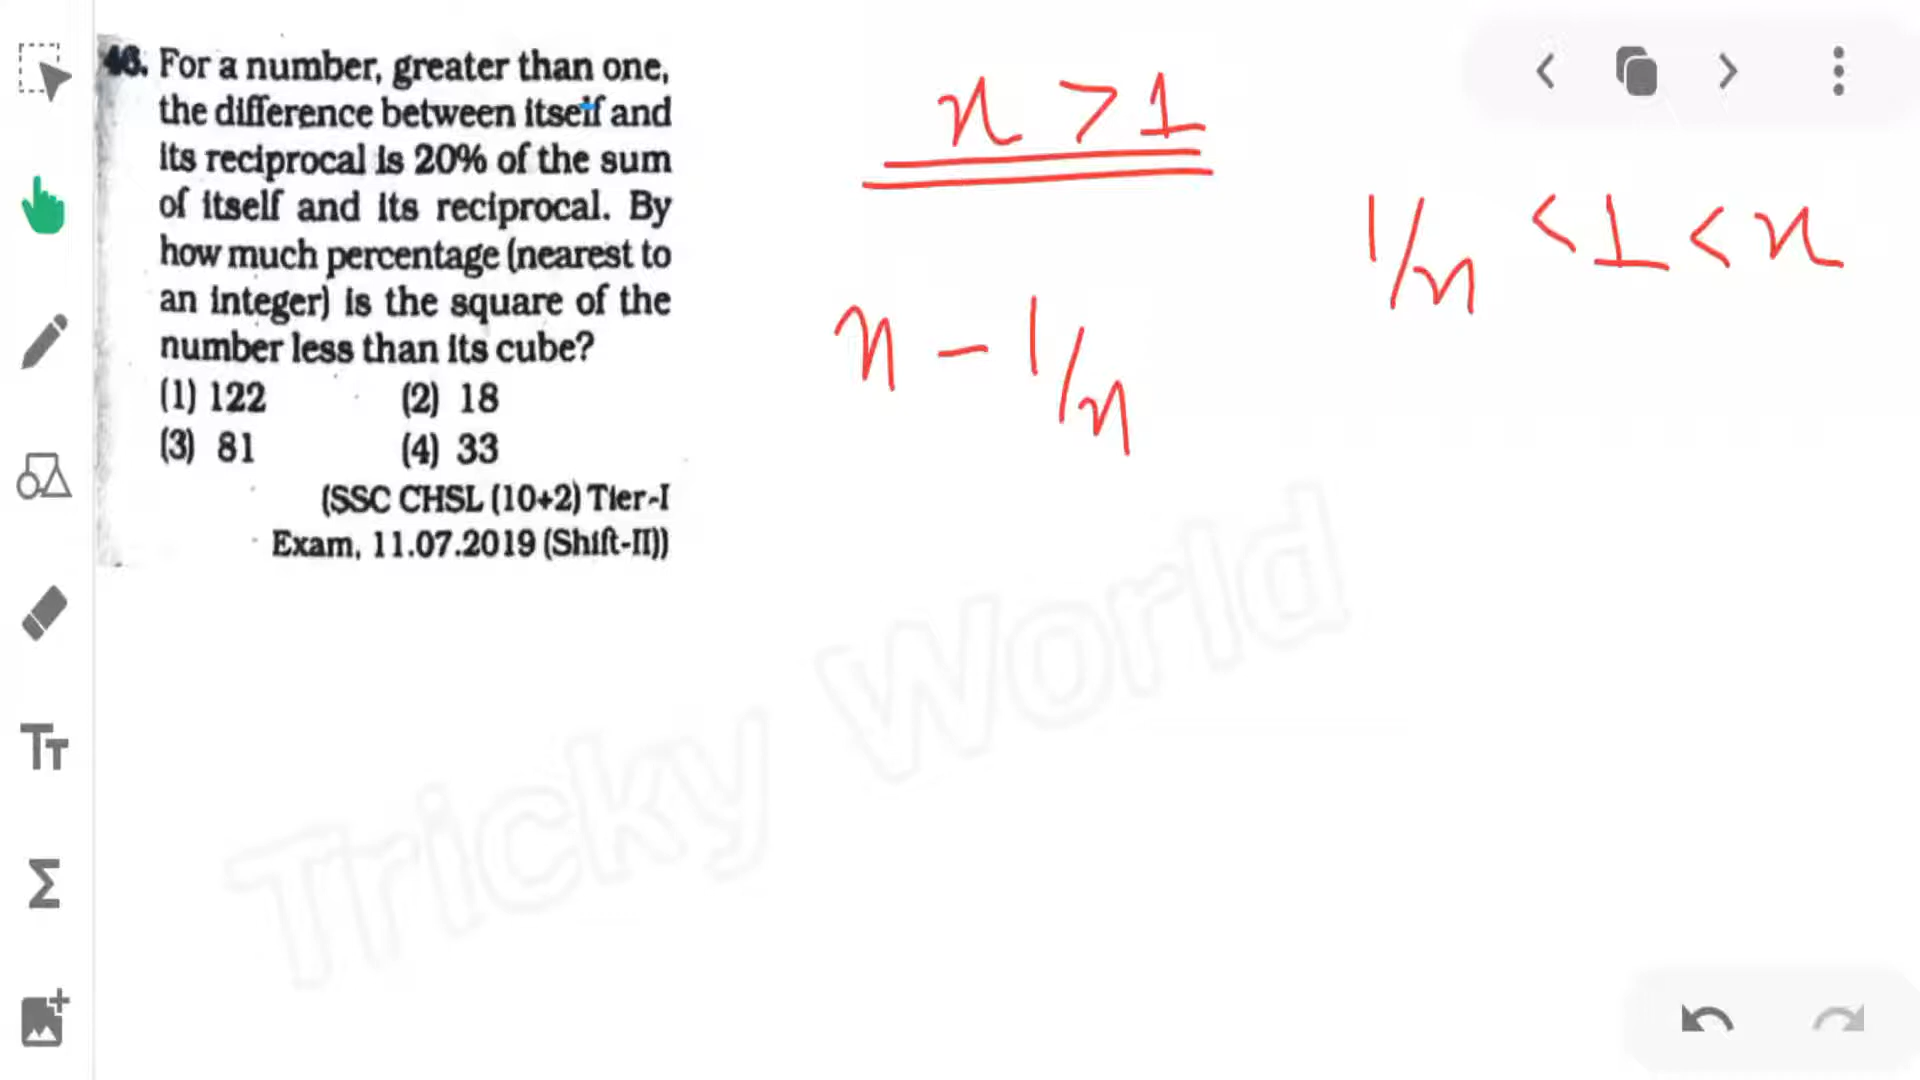 46. For a number, greater than one,
the difference between itself and
its reciprocal is 20% of the sum
of itself and its reciprocal. By
how much percentage (nearest to
an integer) is the square of the
number less than its cube?
(1) 122 (2) 18
(3) 81 (4) 33
(SSC CHSL (10+2) Tier-I
Exam, 11.07.2019 (Shift-II))
x > 1
1/x < 1 < x
x - 1/x
Tricky World
Tт
Σ